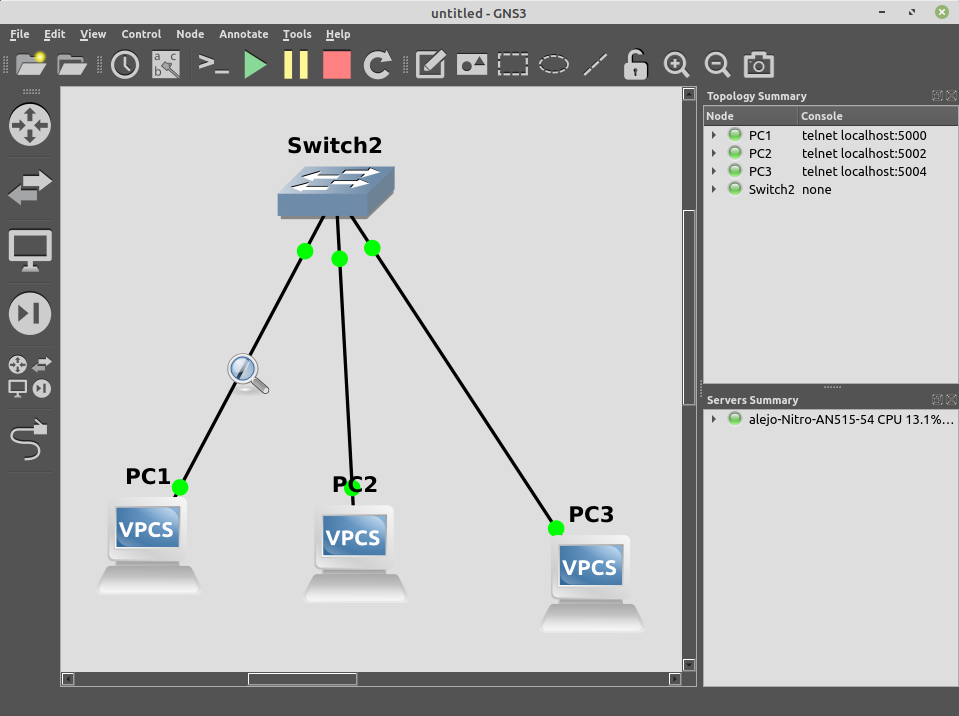 untitled - GNS3
File Edit View Control Node Annotate Tools Help
a c
b
>_
Topology Summary
Node Console
PC1 telnet localhost:5000
PC2 telnet localhost:5002
PC3 telnet localhost:5004
Switch2 none
Switch2
PC1
VPCS
PC2
VPCS
PC3
VPCS
Servers Summary
alejo-Nitro-AN515-54 CPU 13.1%...